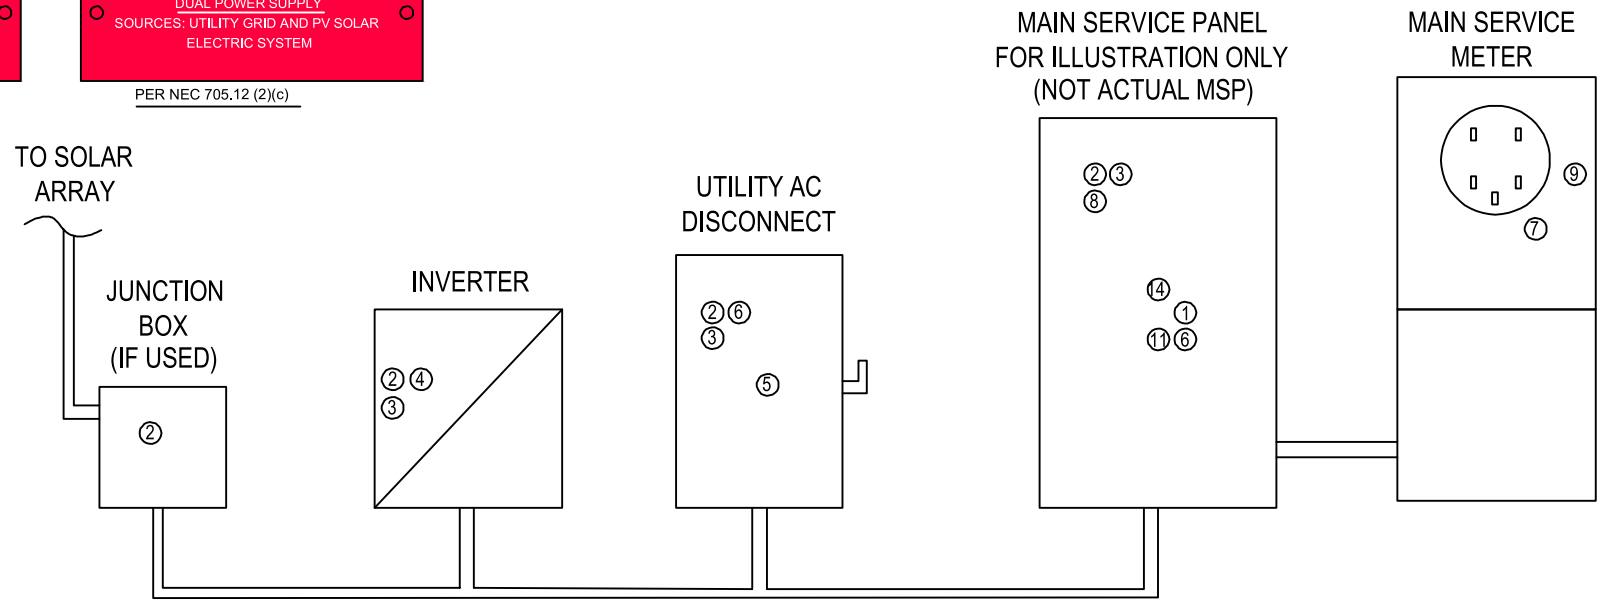 DUAL POWER SUPPLY
SOURCES: UTILITY GRID AND PV SOLAR
ELECTRIC SYSTEM
PER NEC 705.12 (2)(c)
TO SOLAR
ARRAY
JUNCTION
BOX
(IF USED)
2
INVERTER
2 4
3
UTILITY AC
DISCONNECT
2 6
3
5
MAIN SERVICE PANEL
FOR ILLUSTRATION ONLY
(NOT ACTUAL MSP)
2 3
8
14
1
11 6
MAIN SERVICE
METER
9
7